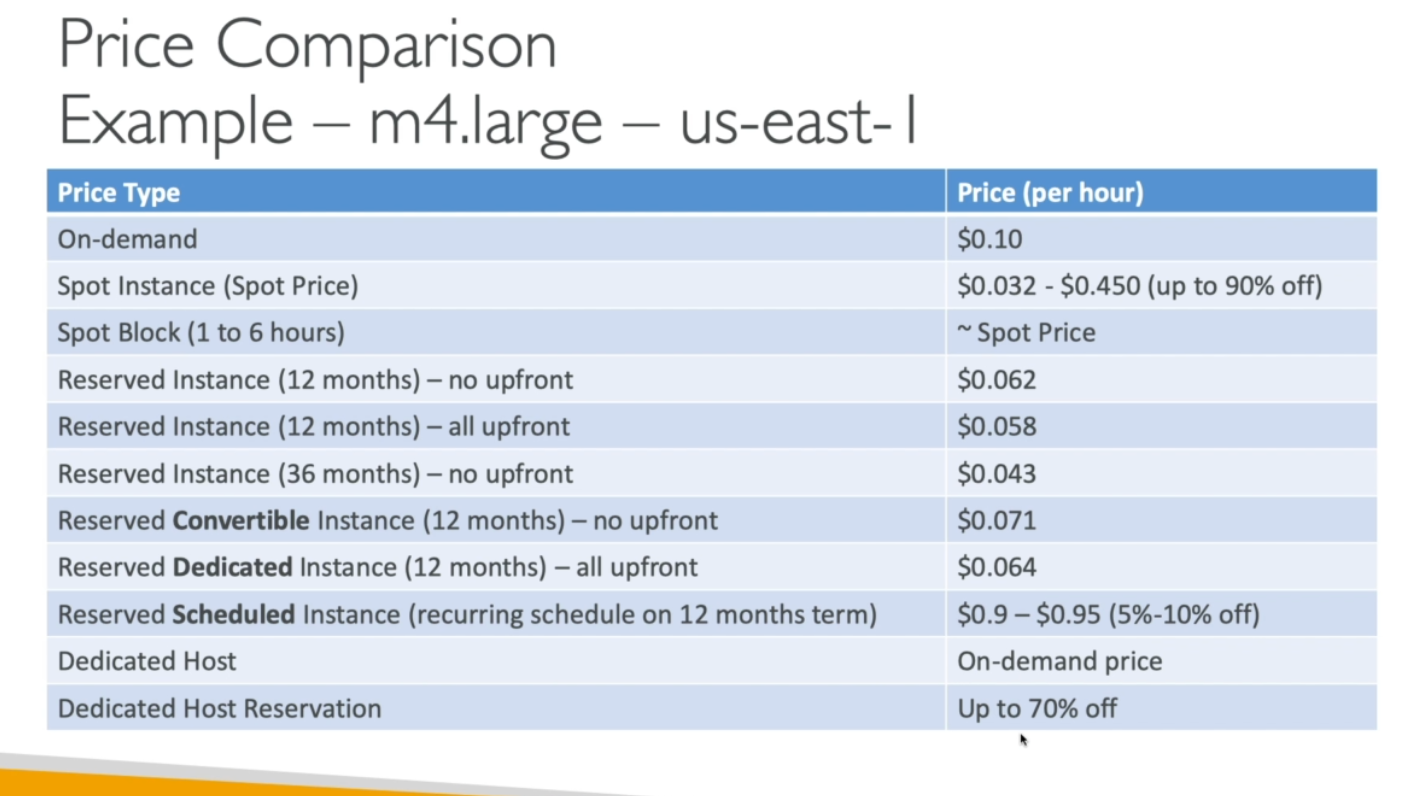 Price Comparison
Example – m4.large – us-east-1
Price Type Price (per hour)
On-demand $0.10
Spot Instance (Spot Price) $0.032 - $0.450 (up to 90% off)
Spot Block (1 to 6 hours) ~ Spot Price
Reserved Instance (12 months) – no upfront $0.062
Reserved Instance (12 months) – all upfront $0.058
Reserved Instance (36 months) – no upfront $0.043
Reserved Convertible Instance (12 months) – no upfront $0.071
Reserved Dedicated Instance (12 months) – all upfront $0.064
Reserved Scheduled Instance (recurring schedule on 12 months term) $0.9 – $0.95 (5%-10% off)
Dedicated Host On-demand price
Dedicated Host Reservation Up to 70% off